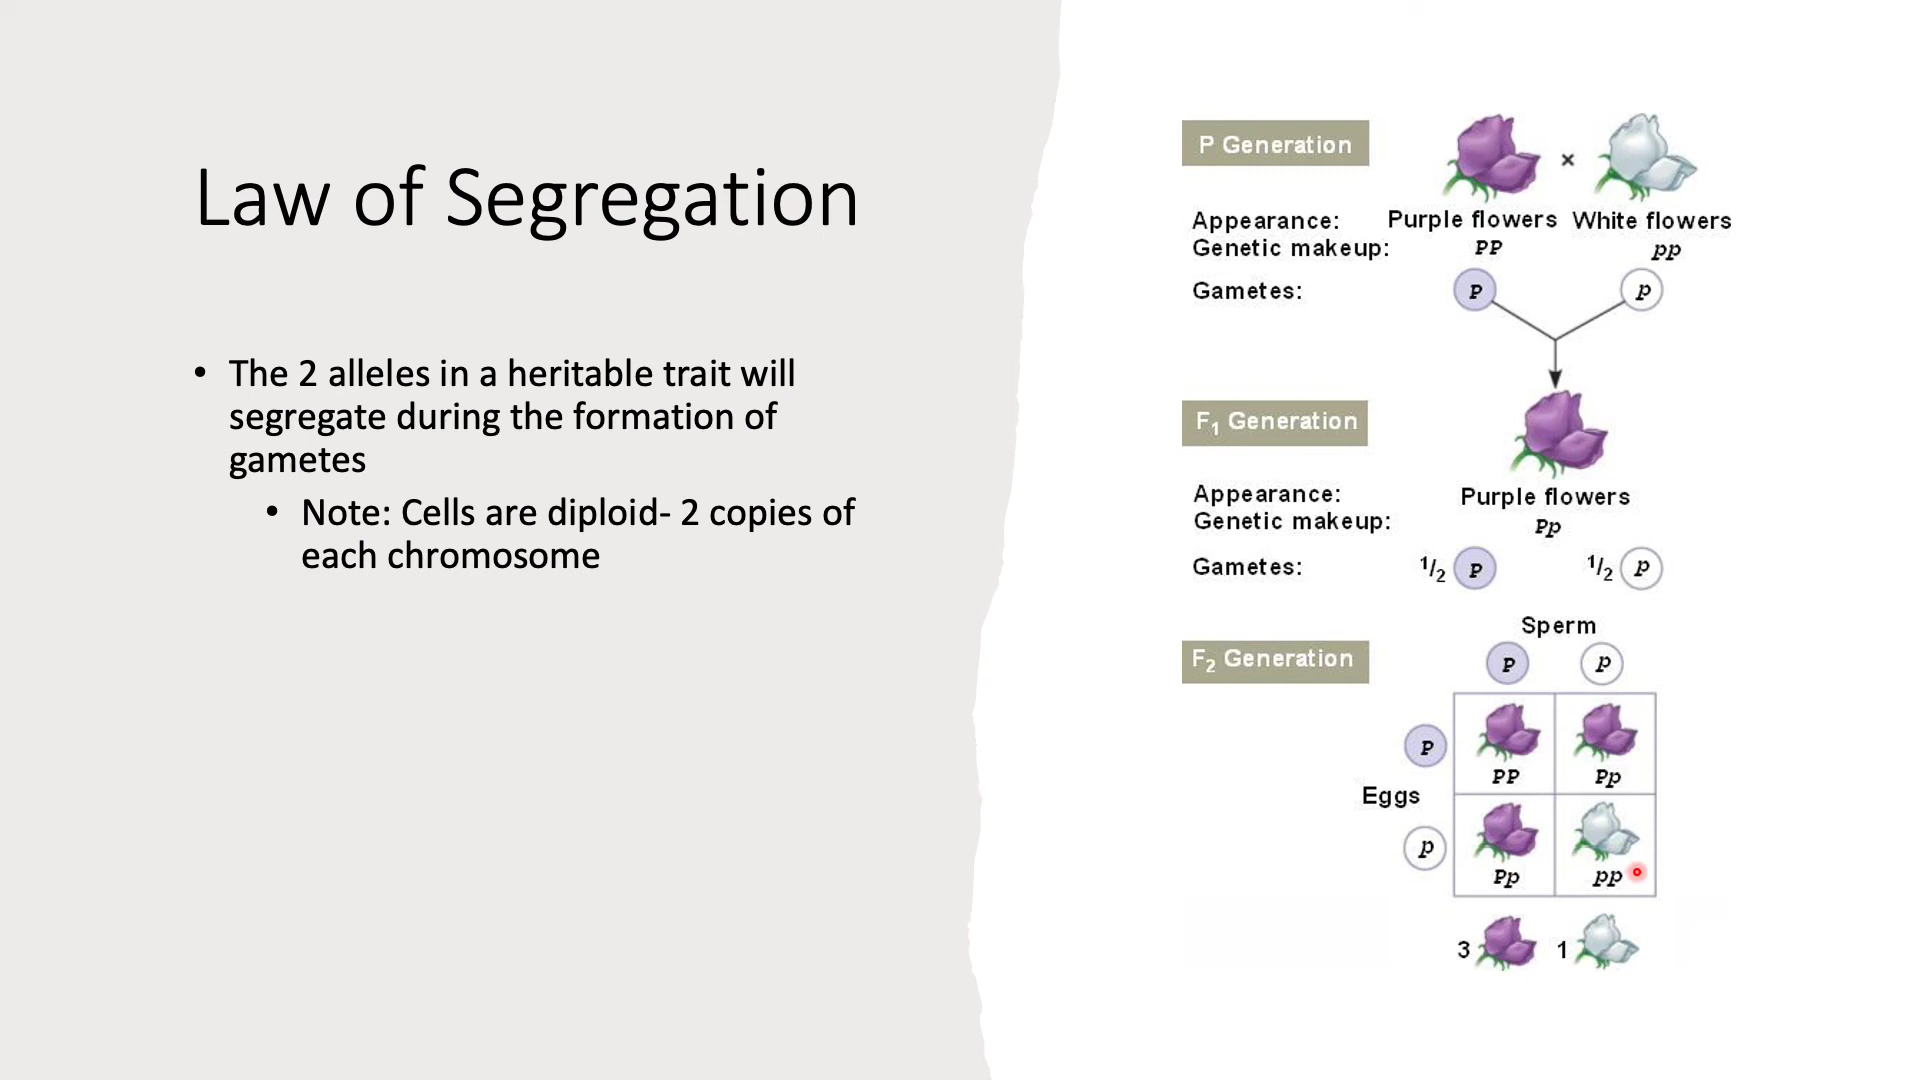 Law of Segregation
• The 2 alleles in a heritable trait will
segregate during the formation of
gametes
• Note: Cells are diploid- 2 copies of
each chromosome
P Generation
×
Appearance: Purple flowers White flowers
Genetic makeup: PP pp
Gametes: P p
F₁ Generation
Appearance: Purple flowers
Genetic makeup: Pp
Gametes: 1/2 P 1/2 p
Sperm
F₂ Generation P p
P
PP Pp
Eggs
p
Pp pp
3 1